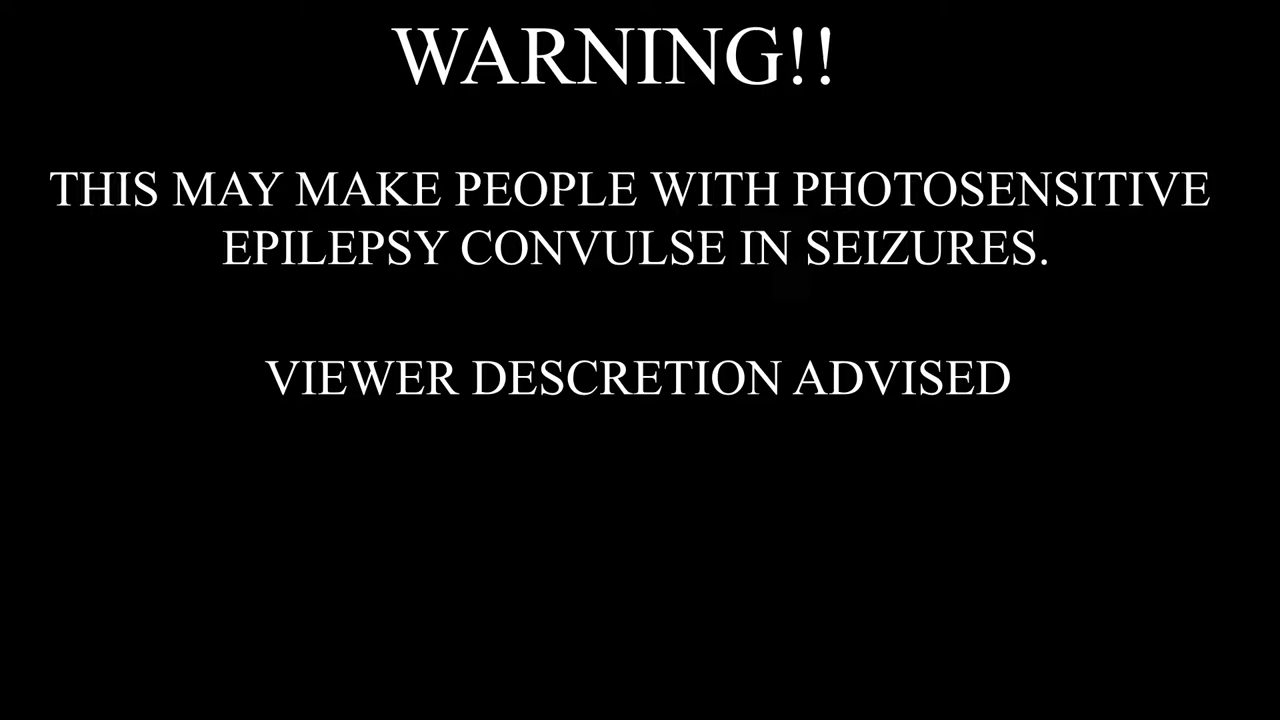 WARNING!!
THIS MAY MAKE PEOPLE WITH PHOTOSENSITIVE
EPILEPSY CONVULSE IN SEIZURES.
VIEWER DESCRETION ADVISED